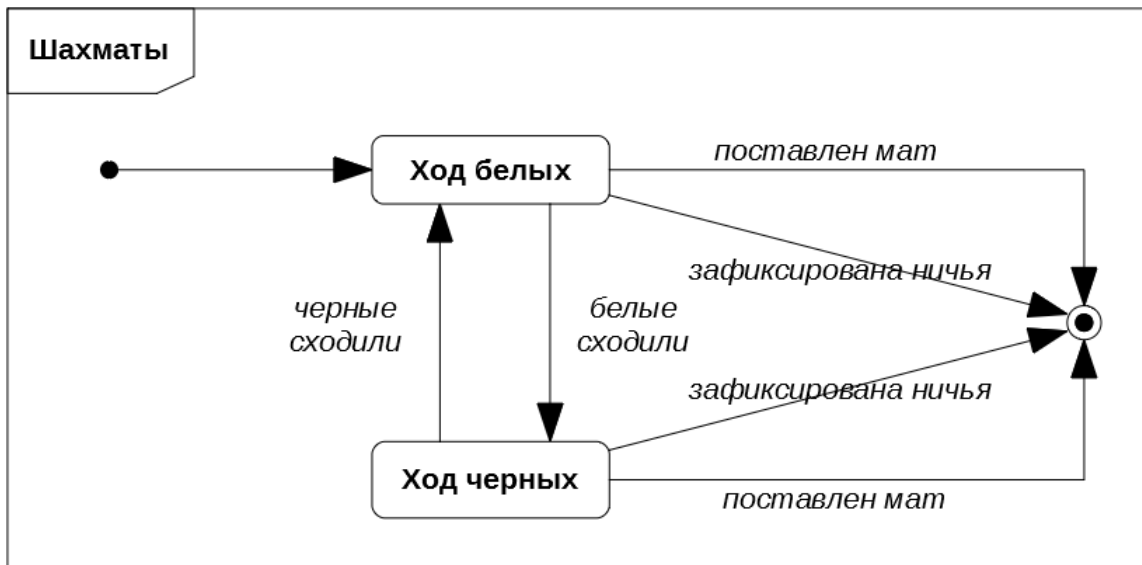 Шахматы
поставлен мат
Ход белых
зафиксирована ничья
черные
сходили
белые
сходили
зафиксирована ничья
Ход черных
поставлен мат